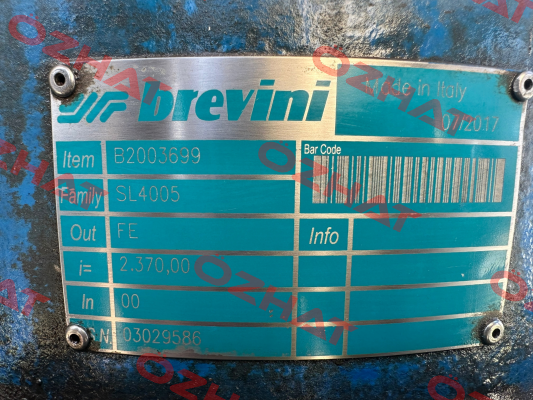 brevini
Made in Italy
07/2017
Item B2003699
Bar Code
Family SL4005
Out FE
Info
i= 2.370,00
In 00
S.N. 03029586
OZHAT